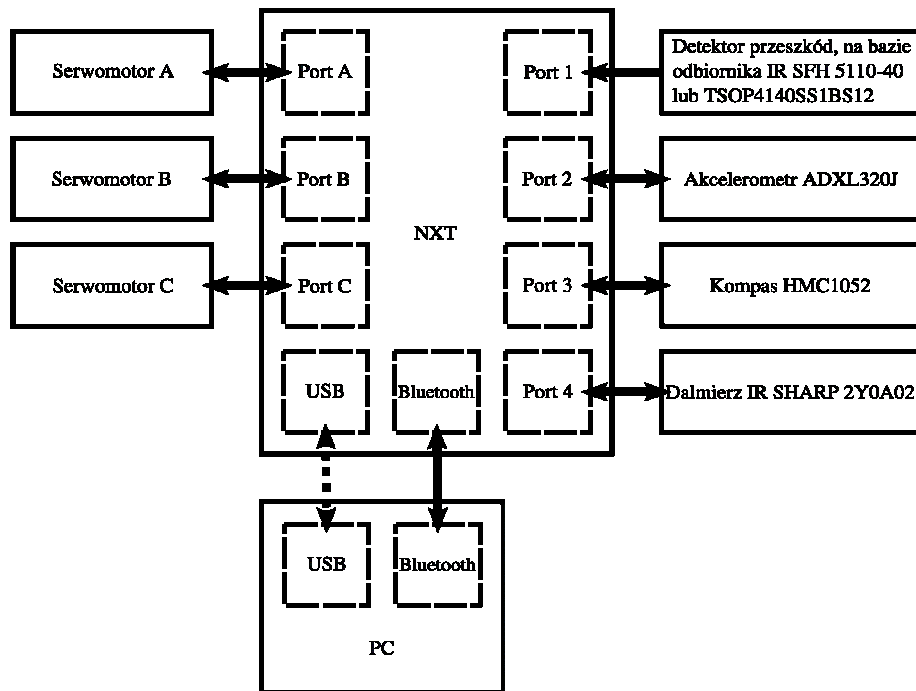 Serwomotor A
Port A
Port 1
Detektor przeszkód, na bazie
odbiornika IR SFH 5110-40
lub TSOP4140SS1BS12
Serwomotor B
Port B
Port 2
Akcelerometr ADXL320J
NXT
Serwomotor C
Port C
Port 3
Kompas HMC1052
USB
Bluetooth
Port 4
Dalmierz IR SHARP 2Y0A02
USB
Bluetooth
PC